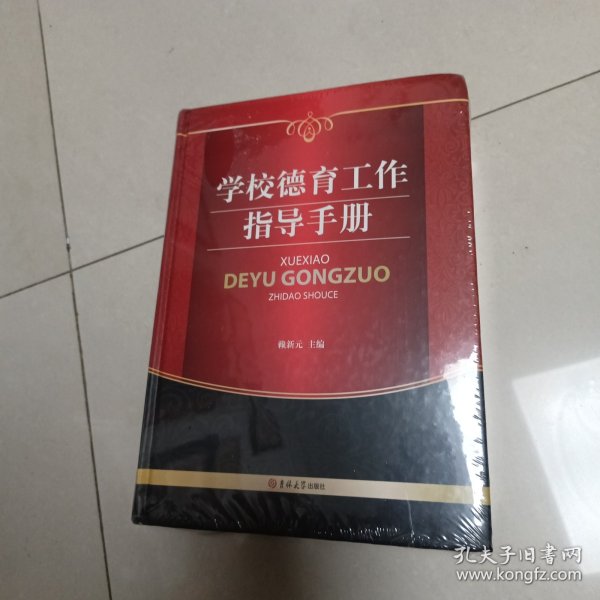 学校德育工作
指导手册
XUEXIAO
DEYU GONGZUO
ZHIDAO SHOUCE
赖新元 主编
吉林大学出版社
孔夫子旧书网
www.kongfz.com